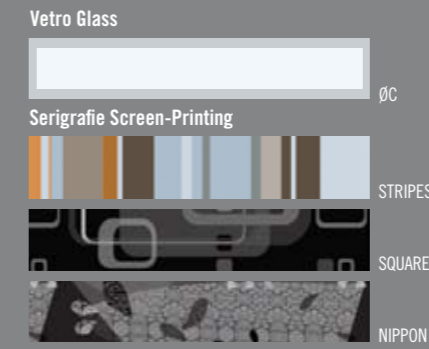 Vetro Glass
ØC
Serigrafie Screen-Printing
STRIPES
SQUARE
NIPPON